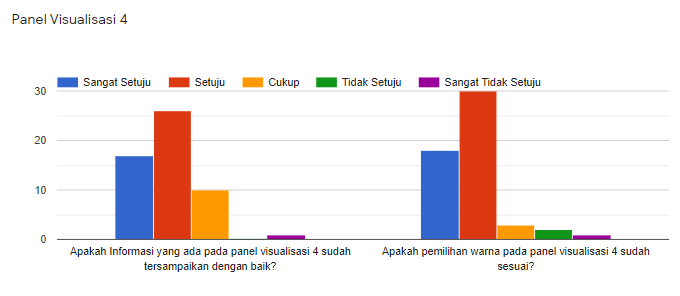 Panel Visualisasi 4
Sangat Setuju Setuju Cukup Tidak Setuju Sangat Tidak Setuju
30
20
10
0
Apakah Informasi yang ada pada panel visualisasi 4 sudah
tersampaikan dengan baik?
Apakah pemilihan warna pada panel visualisasi 4 sudah
sesuai?